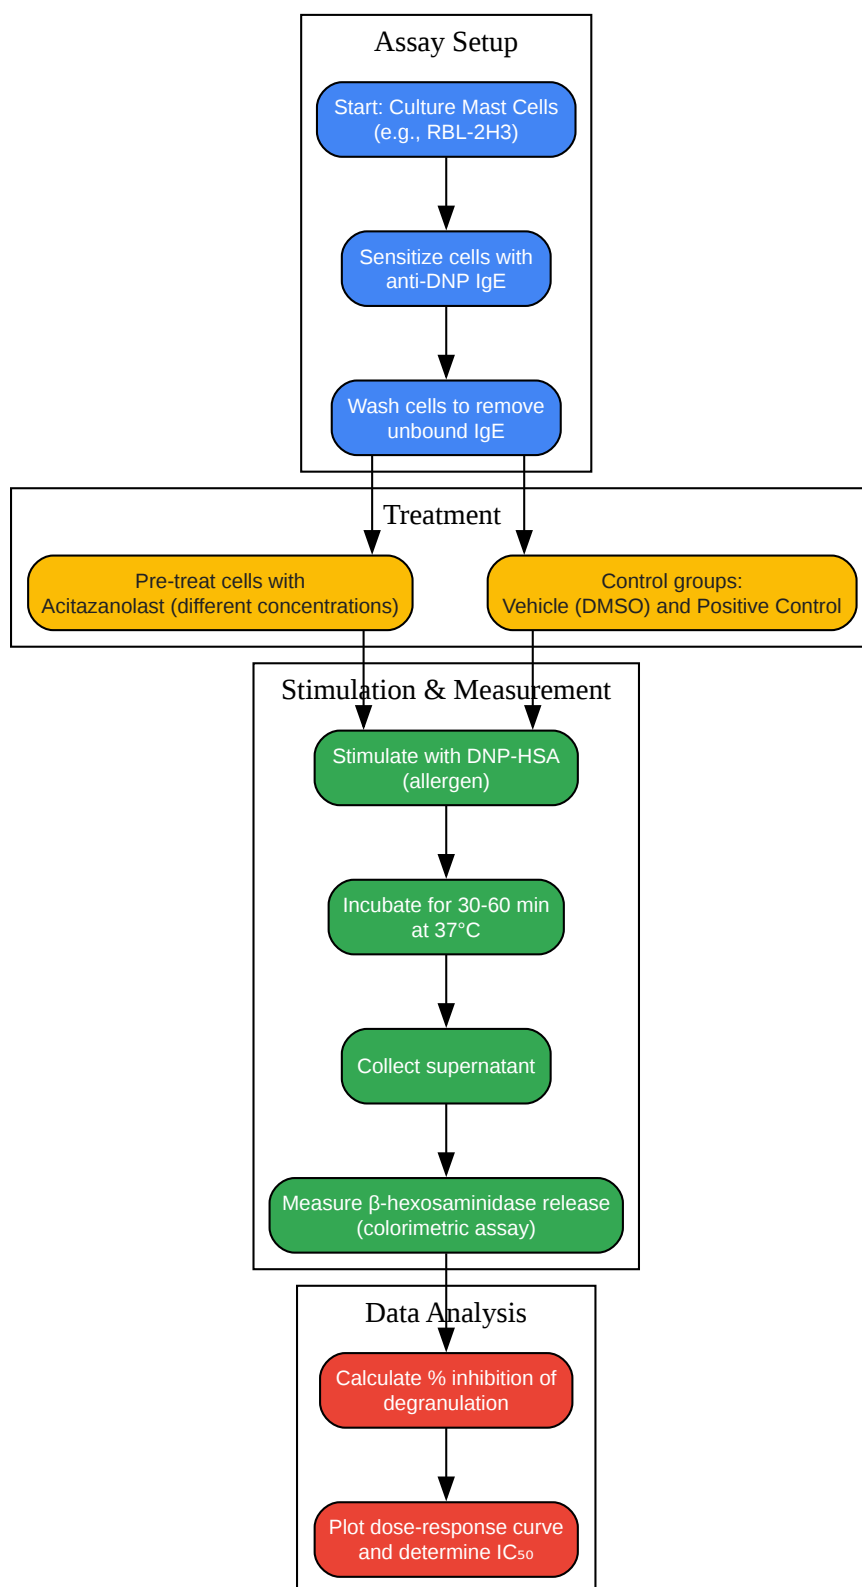 Assay Setup
Start: Culture Mast Cells
(e.g., RBL-2H3)
Sensitize cells with
anti-DNP IgE
Wash cells to remove
unbound IgE
Treatment
Pre-treat cells with
Acitazanolast (different concentrations)
Control groups:
Vehicle (DMSO) and Positive Control
Stimulation & Measurement
Stimulate with DNP-HSA
(allergen)
Incubate for 30-60 min
at 37°C
Collect supernatant
Measure β-hexosaminidase release
(colorimetric assay)
Data Analysis
Calculate % inhibition of
degranulation
Plot dose-response curve
and determine IC₅₀